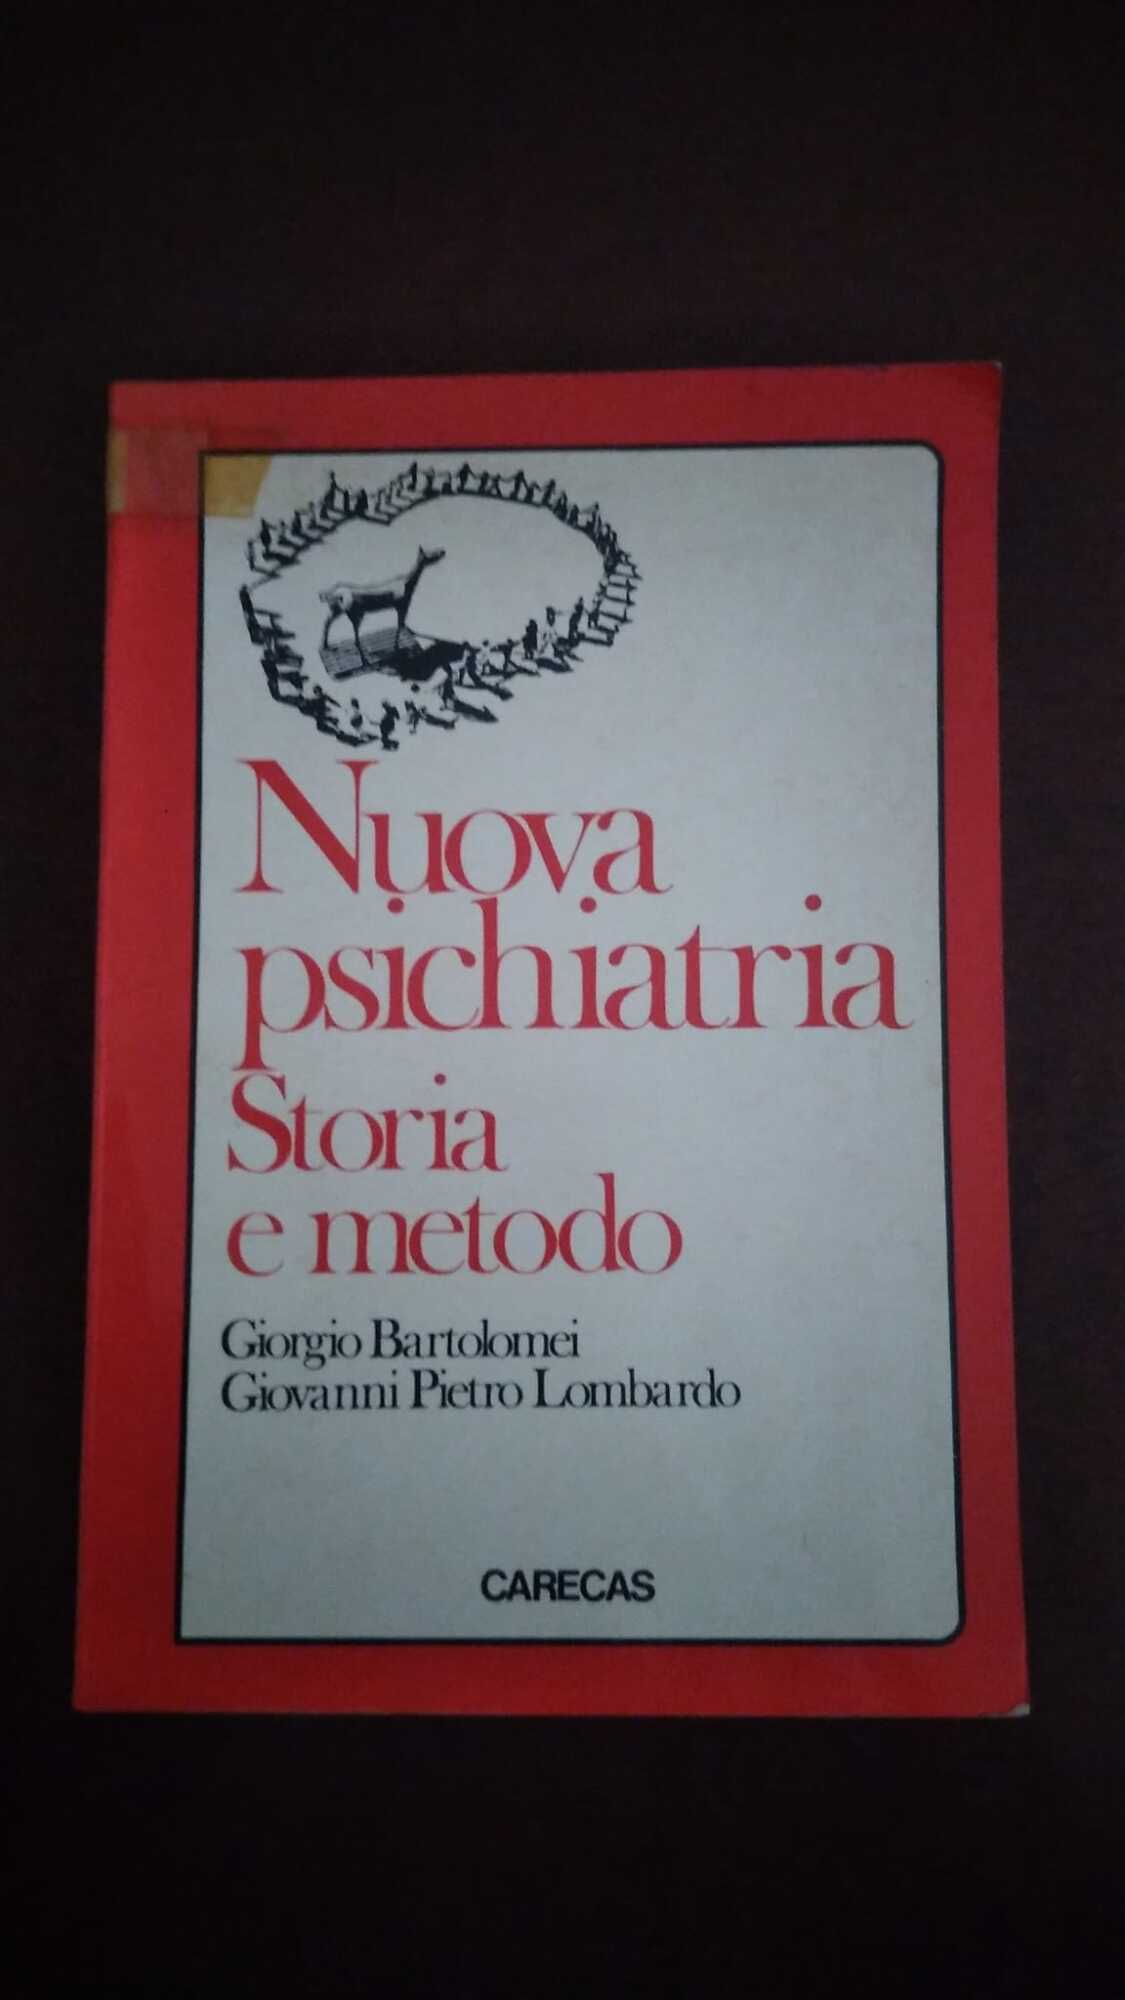 Nuova
psichiatria
Storia
e metodo
Giorgio Bartolomei
Giovanni Pietro Lombardo
CARECAS